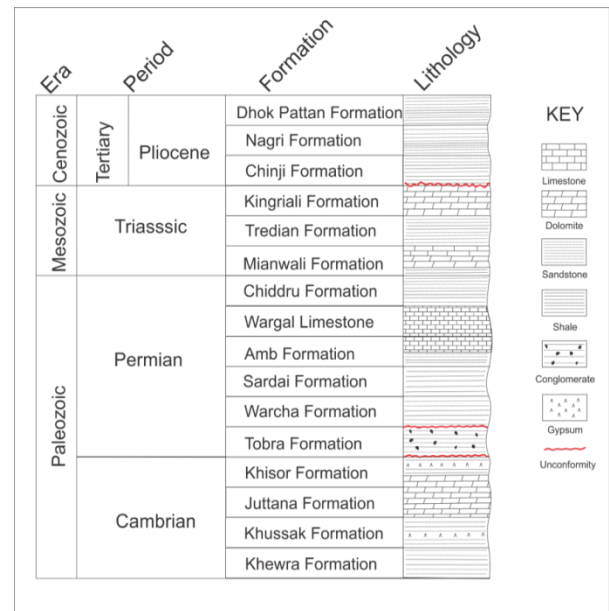 Era
Period
Formation
Lithology
Cenozoic
Tertiary
Pliocene
Dhok Pattan Formation
Nagri Formation
Chinji Formation
Mesozoic
Triasssic
Kingriali Formation
Tredian Formation
Mianwali Formation
Paleozoic
Permian
Chiddru Formation
Wargal Limestone
Amb Formation
Sardai Formation
Warcha Formation
Tobra Formation
Cambrian
Khisor Formation
Juttana Formation
Khussak Formation
Khewra Formation
KEY
Limestone
Dolomite
Sandstone
Shale
Conglomerate
Gypsum
Unconformity